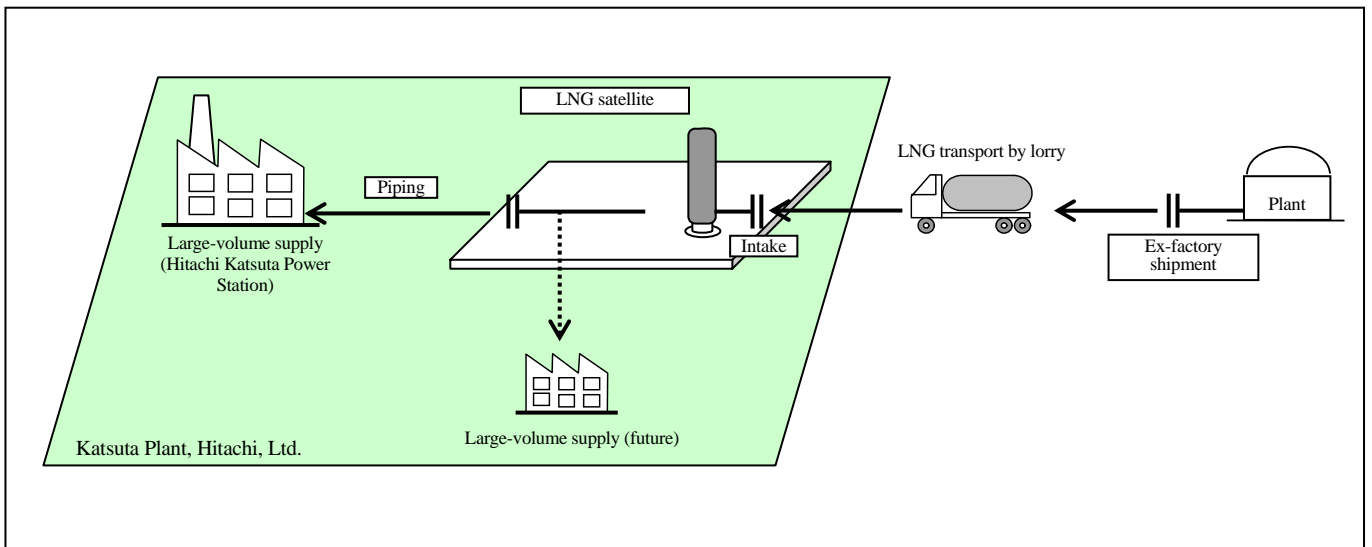 LNG satellite
LNG transport by lorry
Piping
Plant
Large-volume supply
(Hitachi Katsuta Power
Station)
Intake
Ex-factory
shipment
Large-volume supply (future)
Katsuta Plant, Hitachi, Ltd.